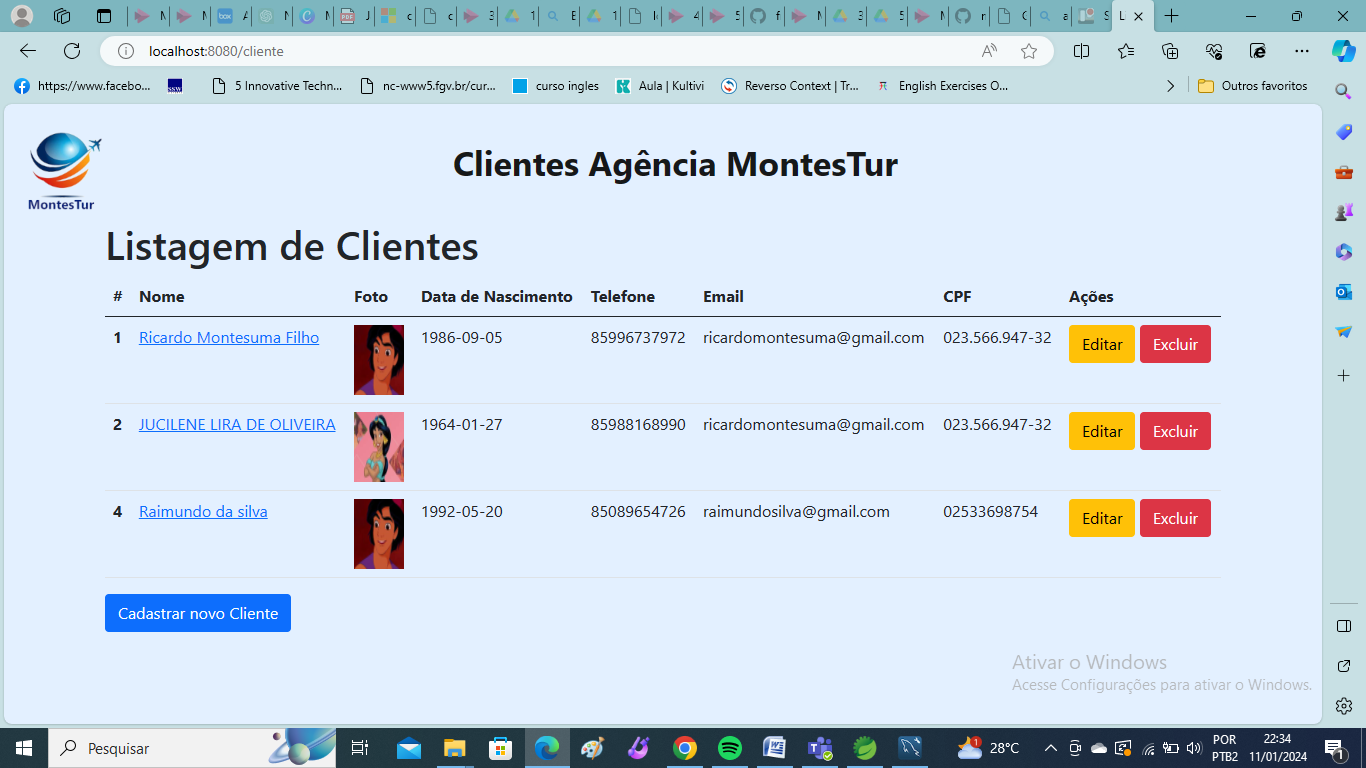 localhost:8080/cliente
https://www.facebo...
SSW
5 Innovative Techn...
nc-www5.fgv.br/cur...
curso ingles
Aula | Kultivi
Reverso Context | Tr...
English Exercises O...
Outros favoritos
MontesTur
Clientes Agência MontesTur
Listagem de Clientes
# Nome Foto Data de Nascimento Telefone Email CPF Ações
1 Ricardo Montesuma Filho 1986-09-05 85996737972 ricardomontesuma@gmail.com 023.566.947-32 Editar Excluir
2 JUCILENE LIRA DE OLIVEIRA 1964-01-27 85988168990 ricardomontesuma@gmail.com 023.566.947-32 Editar Excluir
4 Raimundo da silva 1992-05-20 85089654726 raimundosilva@gmail.com 02533698754 Editar Excluir
Cadastrar novo Cliente
Ativar o Windows
Acesse Configurações para ativar o Windows.
Pesquisar
28°C
POR
PTB2
22:34
11/01/2024